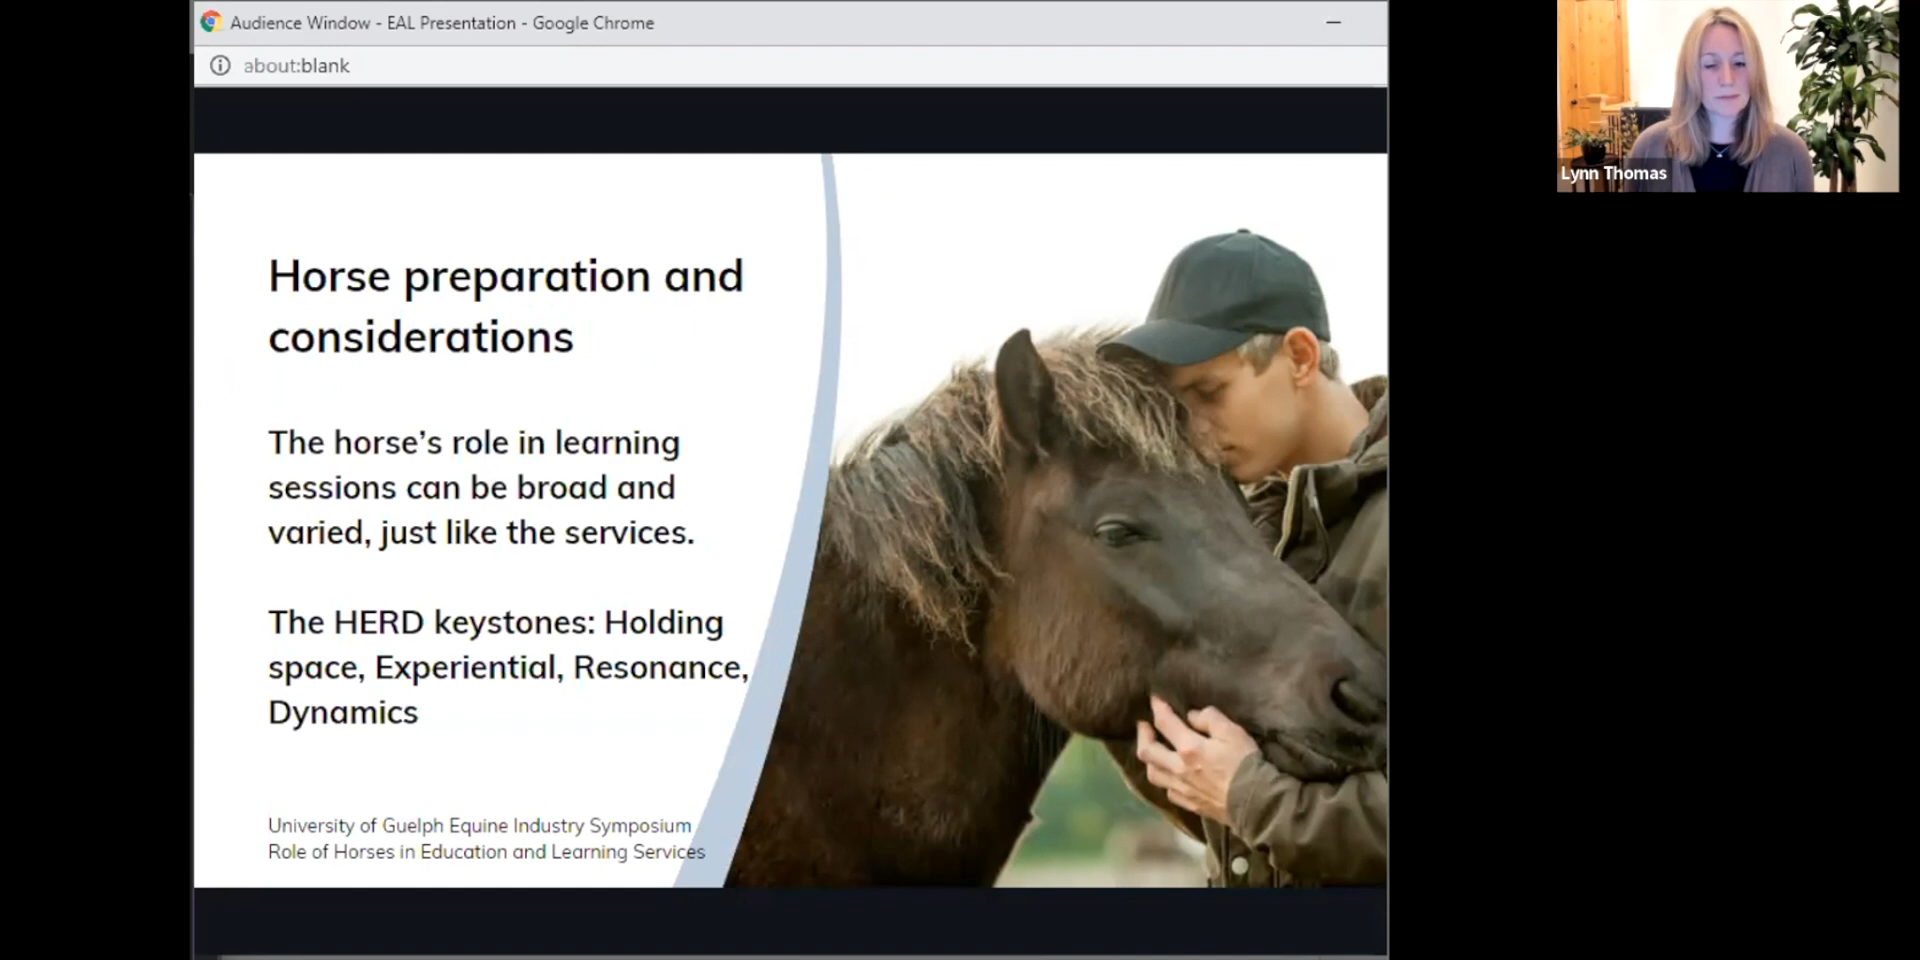 Audience Window - EAL Presentation - Google Chrome
about:blank
Lynn Thomas
Horse preparation and
considerations
The horse’s role in learning
sessions can be broad and
varied, just like the services.
The HERD keystones: Holding
space, Experiential, Resonance,
Dynamics
University of Guelph Equine Industry Symposium
Role of Horses in Education and Learning Services